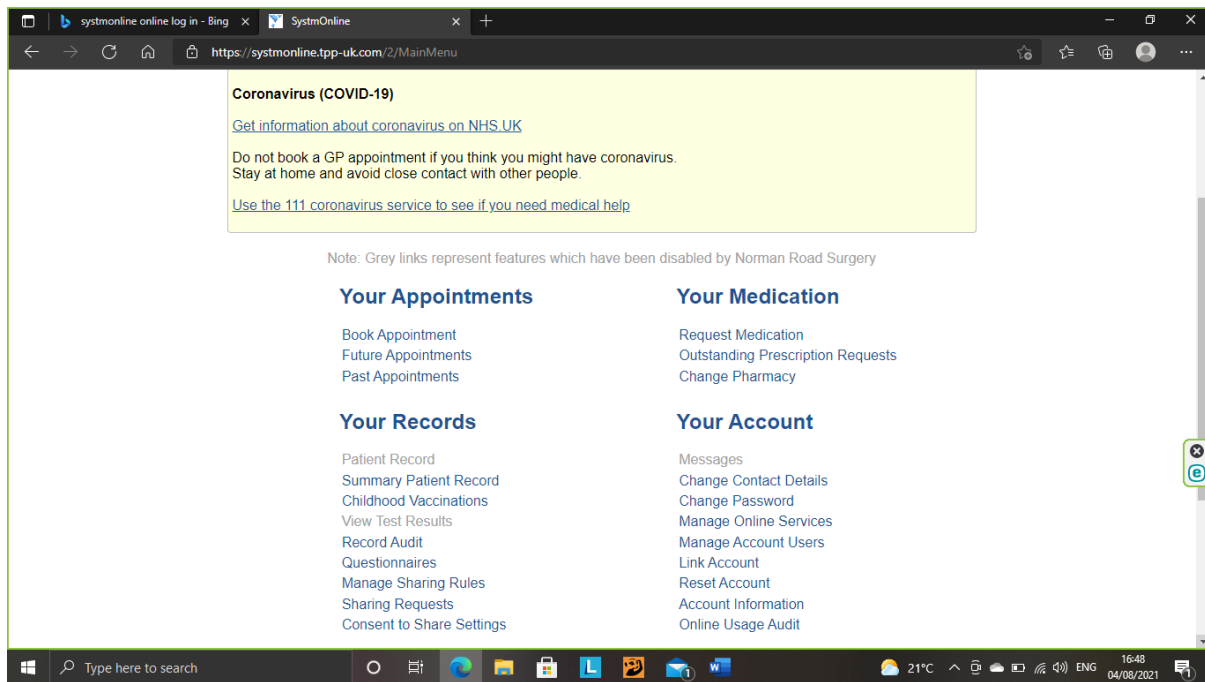 systmonline online log in - Bing
SystmOnline
https://systmonline.tpp-uk.com/2/MainMenu
Coronavirus (COVID-19)
Get information about coronavirus on NHS.UK
Do not book a GP appointment if you think you might have coronavirus.
Stay at home and avoid close contact with other people.
Use the 111 coronavirus service to see if you need medical help
Note: Grey links represent features which have been disabled by Norman Road Surgery
Your Appointments
Book Appointment
Future Appointments
Past Appointments
Your Medication
Request Medication
Outstanding Prescription Requests
Change Pharmacy
Your Records
Patient Record
Summary Patient Record
Childhood Vaccinations
View Test Results
Record Audit
Questionnaires
Manage Sharing Rules
Sharing Requests
Consent to Share Settings
Your Account
Messages
Change Contact Details
Change Password
Manage Online Services
Manage Account Users
Link Account
Reset Account
Account Information
Online Usage Audit
e
Type here to search
L
1
W
21°C
ENG
16:48
04/08/2021
1